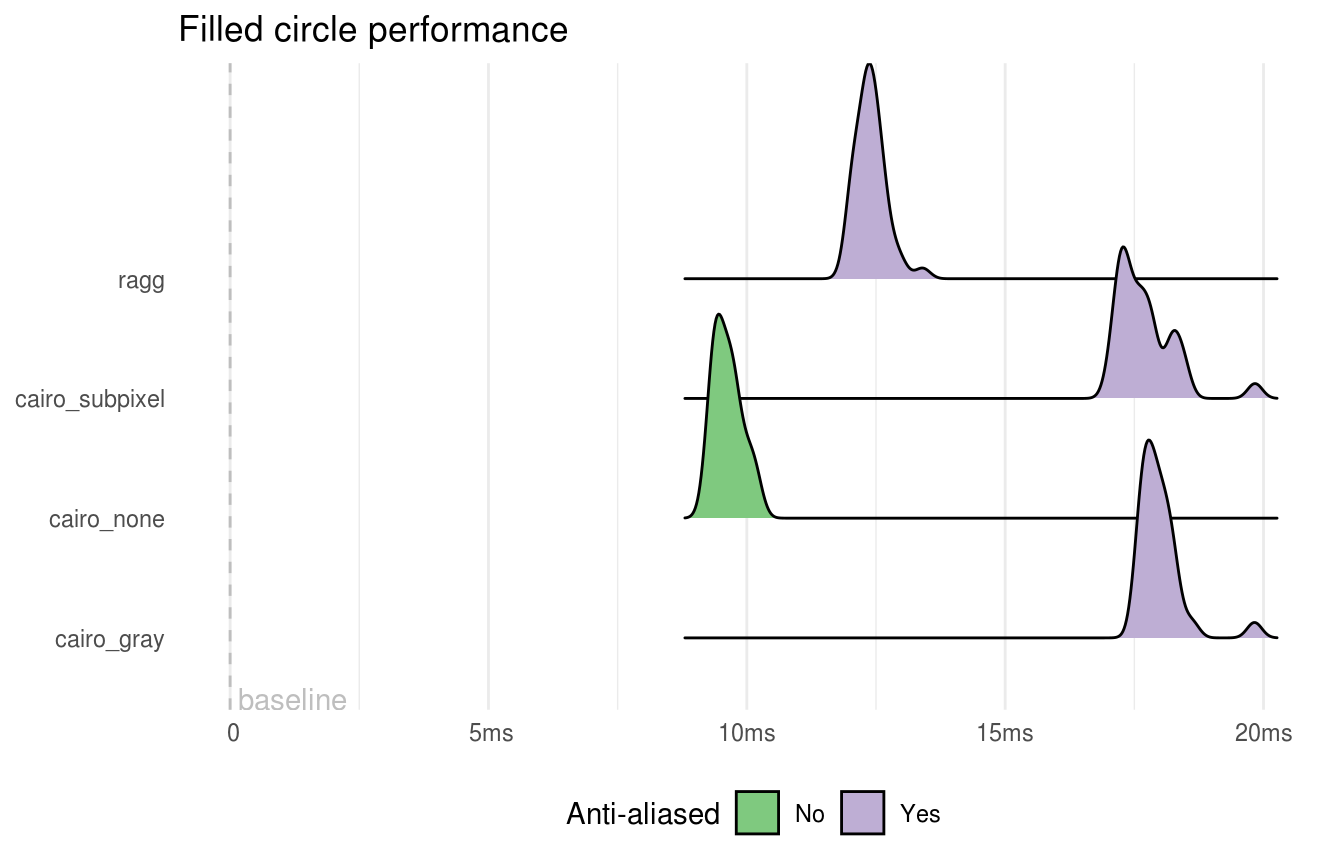 Filled circle performance
ragg
cairo_subpixel
cairo_none
cairo_gray
baseline
0 5ms 10ms 15ms 20ms
Anti-aliased No Yes